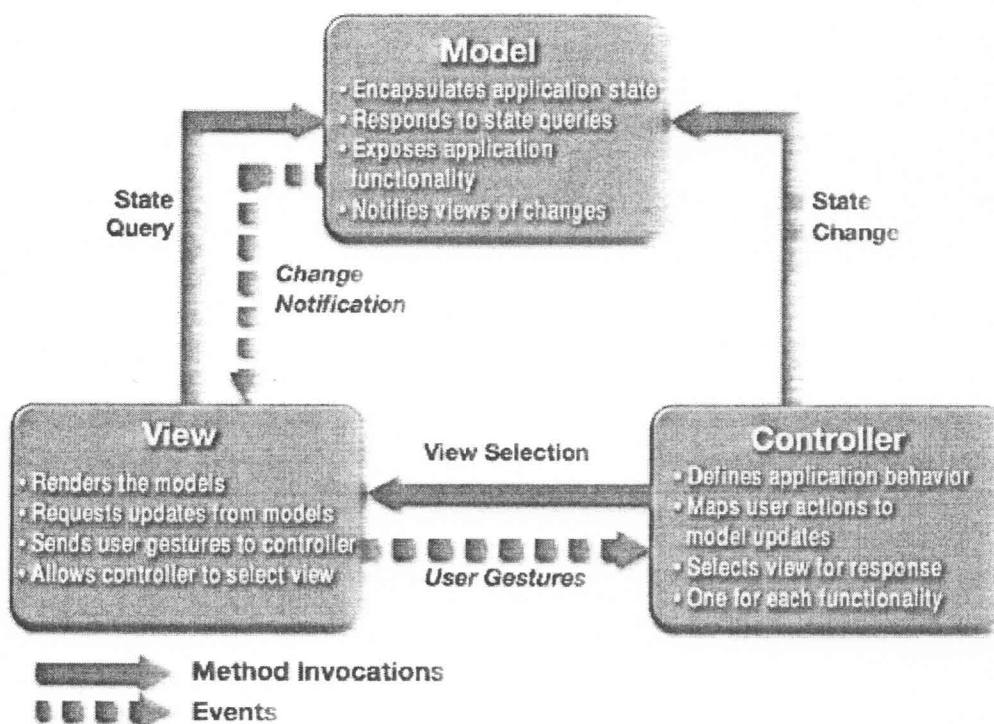 Model
• Encapsulates application state
• Responds to state queries
• Exposes application
functionality
• Notifies views of changes
State
Query
State
Change
Change
Notification
View
• Renders the models
• Requests updates from models
• Sends user gestures to controller
• Allows controller to select view
View Selection
User Gestures
Controller
• Defines application behavior
• Maps user actions to
model updates
• Selects view for response
• One for each functionality
Method Invocations
Events